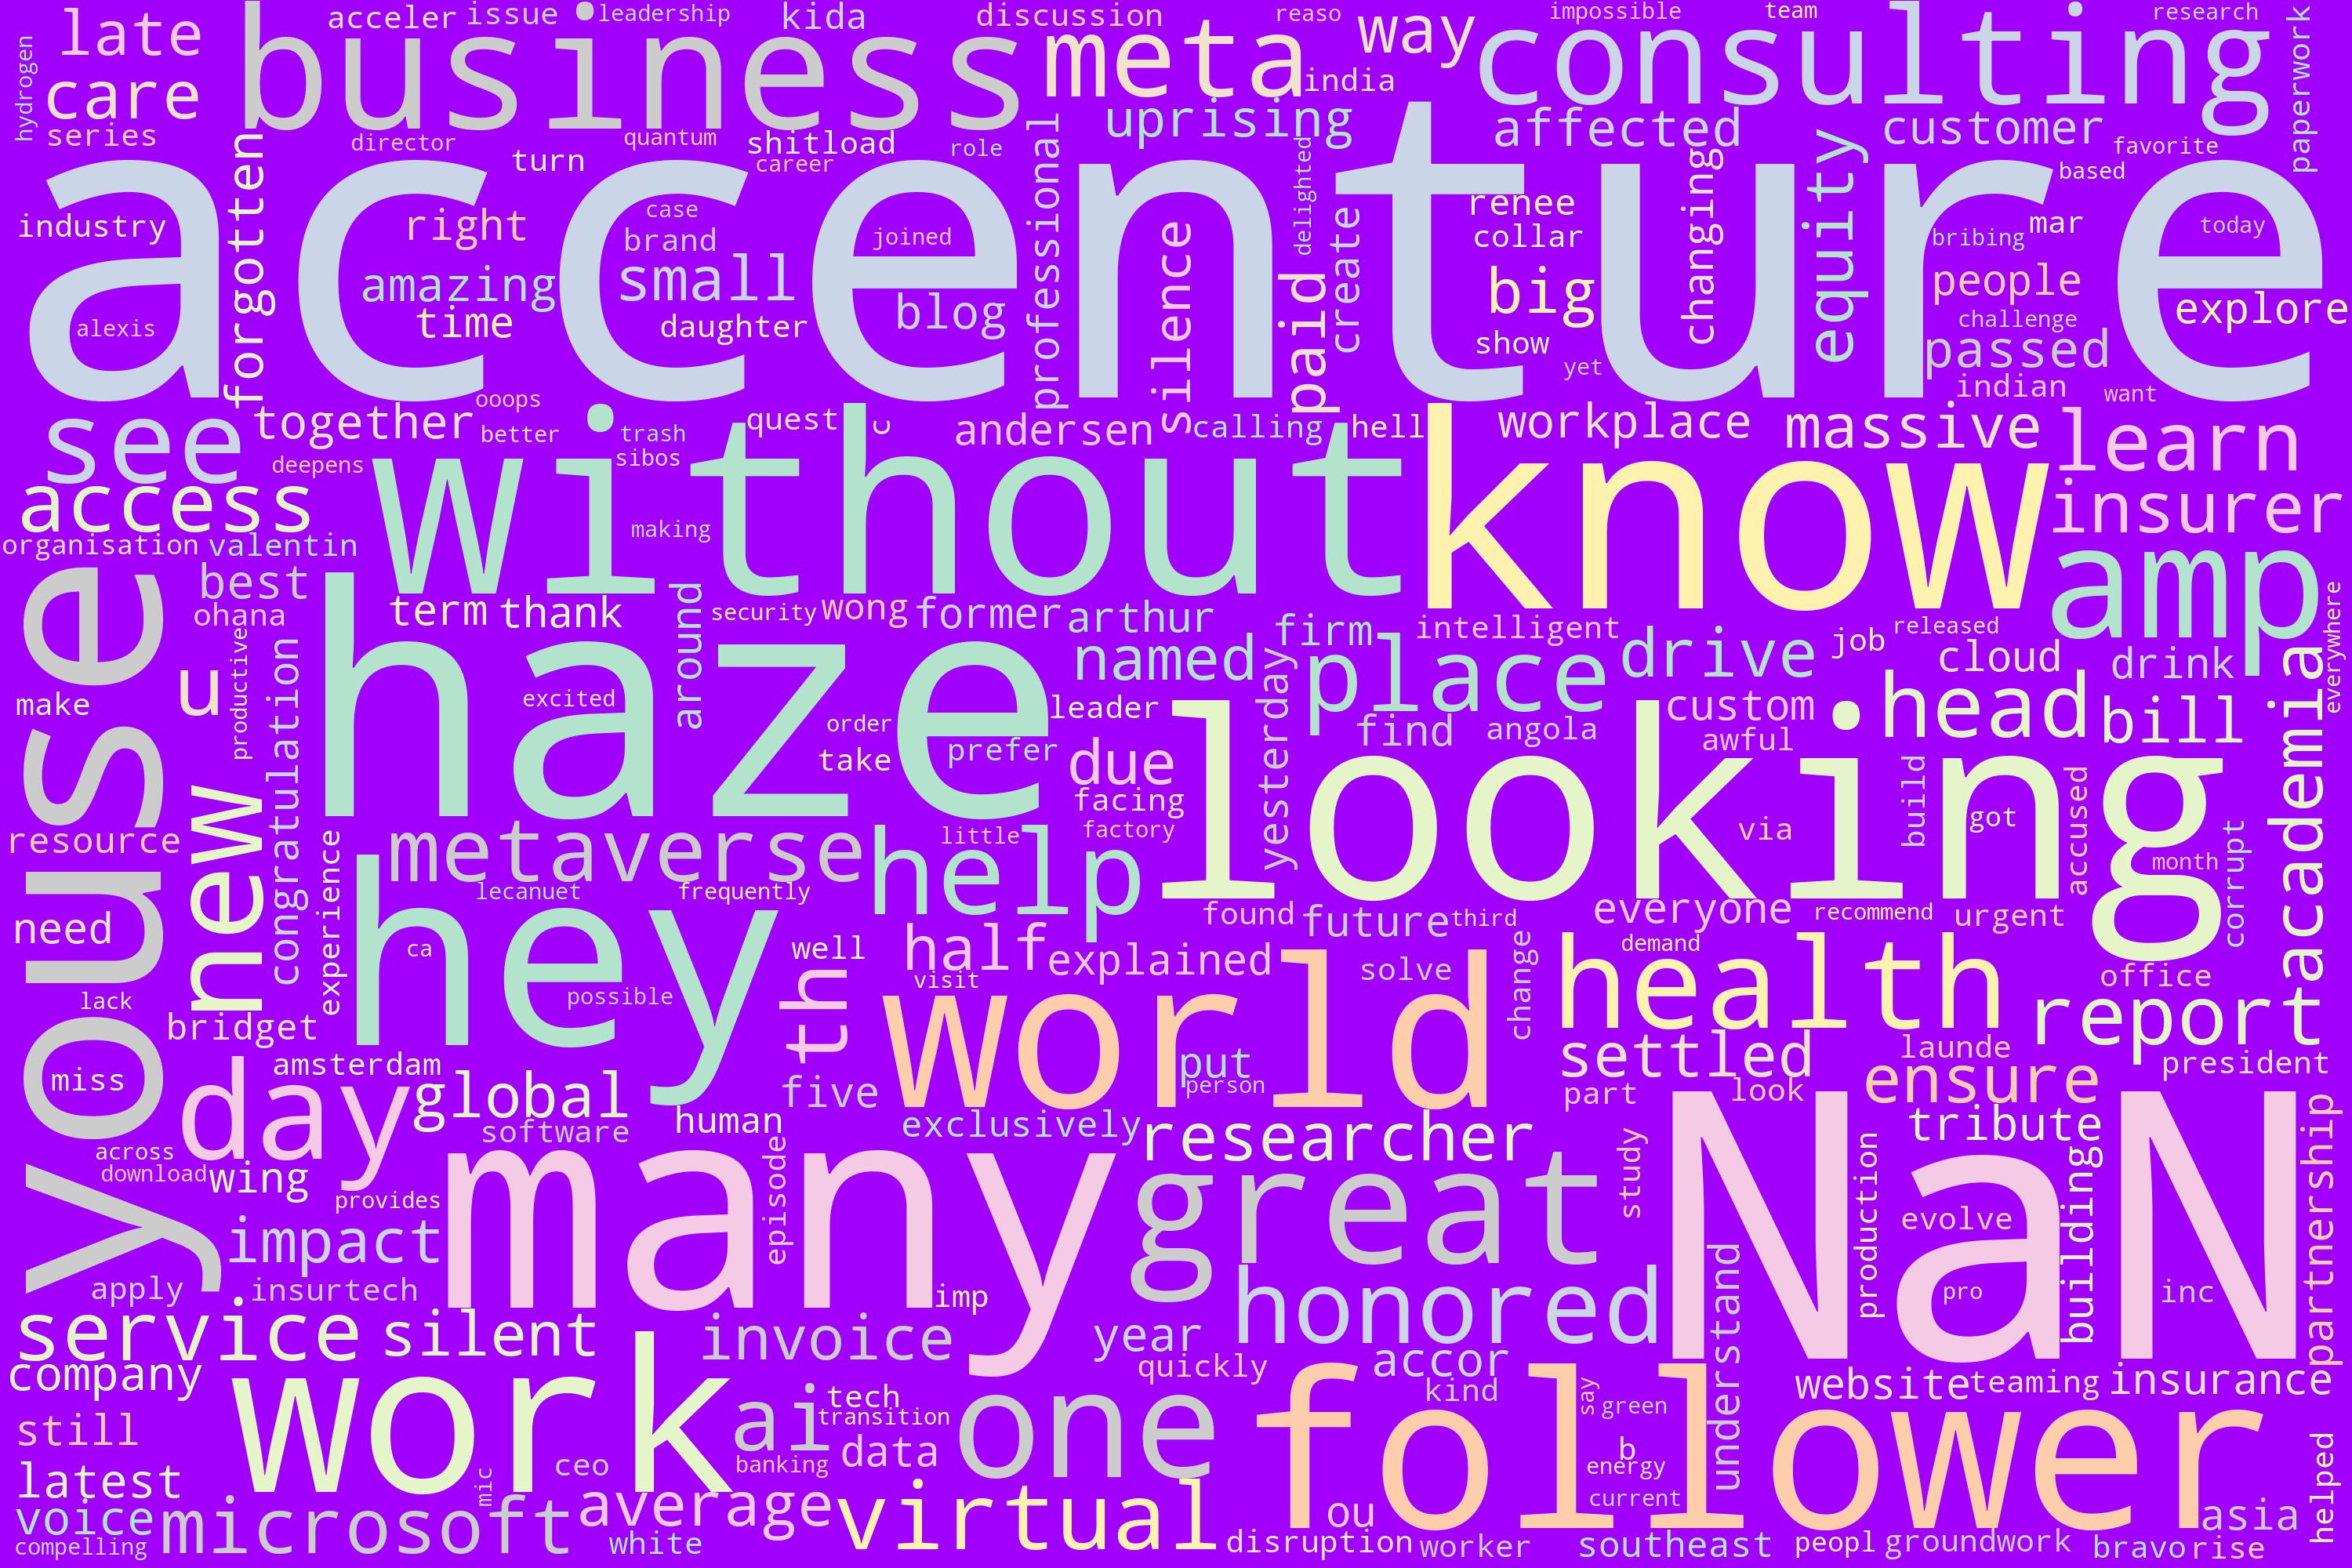 hydrogen
late
care
series
business
acceler
issue
leadership
kida
discussion
meta
reaso
india
way
impossible
team
consulting
research
paperwork
director
quantum
shitload
career
role
turn
uprising
affected
customer
favorite
based
accenture
industry
forgotten
right
case
brand
joined
amazing
small
time
daughter
blog
alexis
professional
silence
delighted
paid
create
renee
collar
big
show
yet
changing
equity
bribing
mar
today
people
explore
challenge
passed
indian
want
see
together
ooops
better
deepens
trash
sibos
quest
c
andersen
calling
hell
workplace
massive
learn
access
without
making
know
insurer
organisation
valentin
best
ohana
term
thank
around
security
wong
former
arthur
firm
intelligent
released
amp
everywhere
youse
u
make
productive
congratulation
haze
excited
order
take
prefer
leader
named
place
drive
job
cloud
drink
yesterday
find
angola
custom
awful
head
bill
academia
new
due
facing
factory
looking
via
build
got
accused
month
corrupt
resource
metaverse
little
help
experience
hey
lecanuet
frequently
need
ca
well
half
explained
found
future
third
everyone
recommend
urgent
possible
th
visit
solve
change
demand
health
office
lack
bridget
world
settled
launde
report
president
miss
day
amsterdam
global
software
human
five
put
person
part
look
ensure
exclusively
researcher
tribute
partnership
across
download
wing
provides
many
episode
great
study
NaN
production
evolve
building
pro
inc
impact
apply
insurtech
imp
honored
understand
service
silent
invoice
year
accor
company
quickly
kind
website
teaming
insurance
work
ai
tech
transition
one
say
green
follower
still
data
banking
ceo
b
energy
current
latest
mic
helped
voice
microsoft
average
virtual
ou
asia
compelling
white
disruption
worker
southeast
peopl
groundwork
bravorise